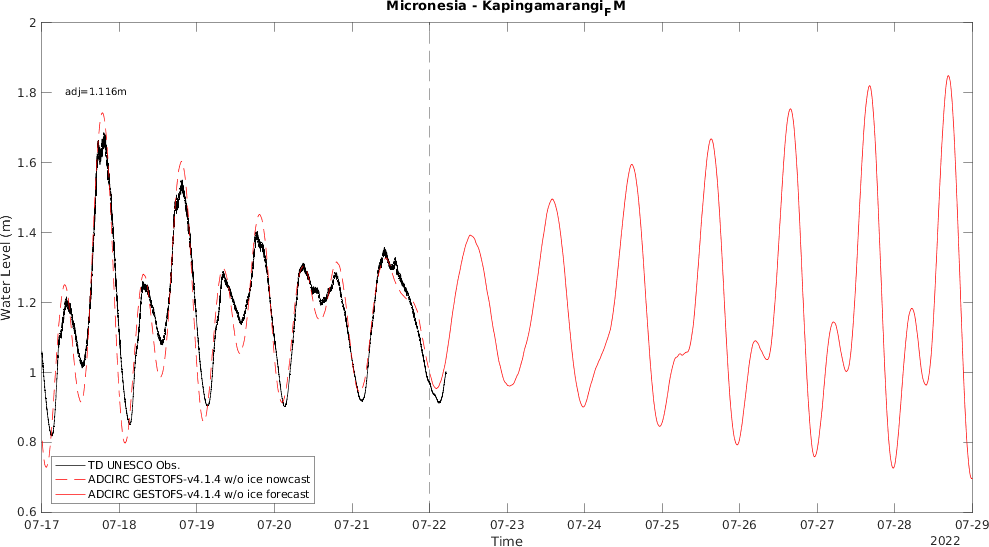 Micronesia - Kapingamarangi_FM
adj=1.116m
Water Level (m)
2
1.8
1.6
1.4
1.2
1
0.8
0.6
TD UNESCO Obs.
ADCIRC GESTOFS-v4.1.4 w/o ice nowcast
ADCIRC GESTOFS-v4.1.4 w/o ice forecast
07-17 07-18 07-19 07-20 07-21 07-22 07-23 07-24 07-25 07-26 07-27 07-28 07-29
Time
2022